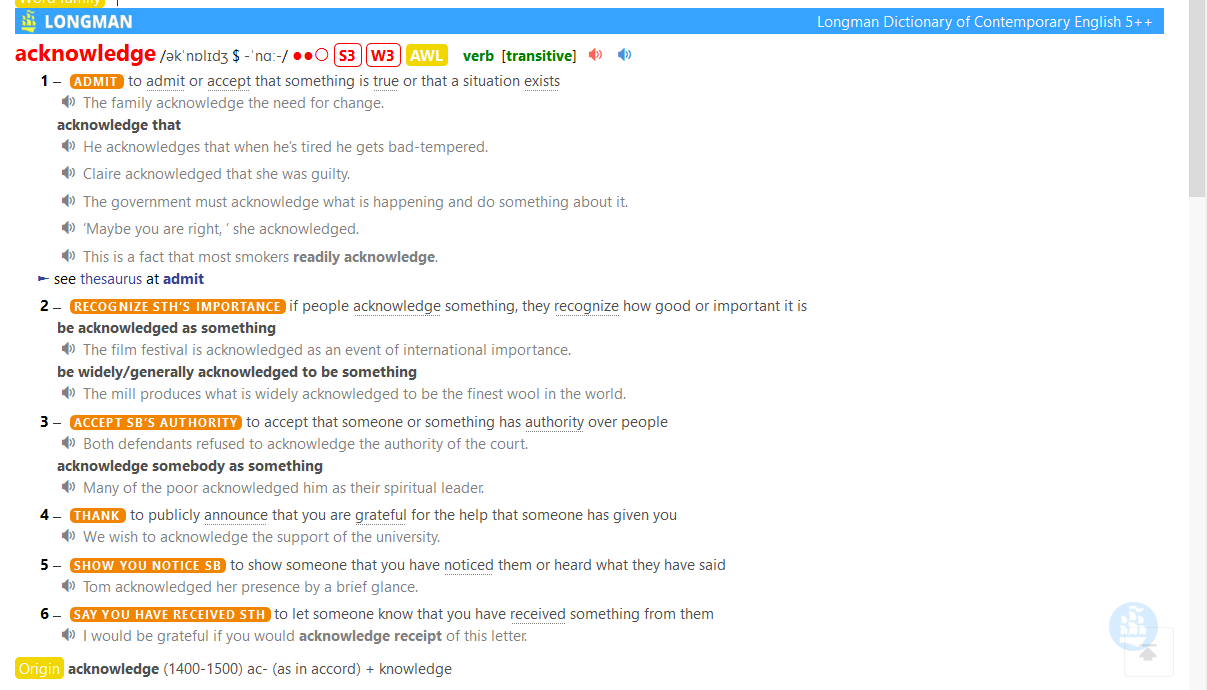 Word family
LONGMAN Longman Dictionary of Contemporary English 5++
acknowledge /əkˈnɒlɪdʒ $ -ˈnɑː-/ ●●○ S3 W3 AWL verb [transitive]
1 – ADMIT to admit or accept that something is true or that a situation exists
The family acknowledge the need for change.
acknowledge that
He acknowledges that when he’s tired he gets bad-tempered.
Claire acknowledged that she was guilty.
The government must acknowledge what is happening and do something about it.
‘Maybe you are right, ’ she acknowledged.
This is a fact that most smokers readily acknowledge.
► see thesaurus at admit
2 – RECOGNIZE STH’S IMPORTANCE if people acknowledge something, they recognize how good or important it is
be acknowledged as something
The film festival is acknowledged as an event of international importance.
be widely/generally acknowledged to be something
The mill produces what is widely acknowledged to be the finest wool in the world.
3 – ACCEPT SB’S AUTHORITY to accept that someone or something has authority over people
Both defendants refused to acknowledge the authority of the court.
acknowledge somebody as something
Many of the poor acknowledged him as their spiritual leader.
4 – THANK to publicly announce that you are grateful for the help that someone has given you
We wish to acknowledge the support of the university.
5 – SHOW YOU NOTICE SB to show someone that you have noticed them or heard what they have said
Tom acknowledged her presence by a brief glance.
6 – SAY YOU HAVE RECEIVED STH to let someone know that you have received something from them
I would be grateful if you would acknowledge receipt of this letter.
Origin acknowledge (1400-1500) ac- (as in accord) + knowledge